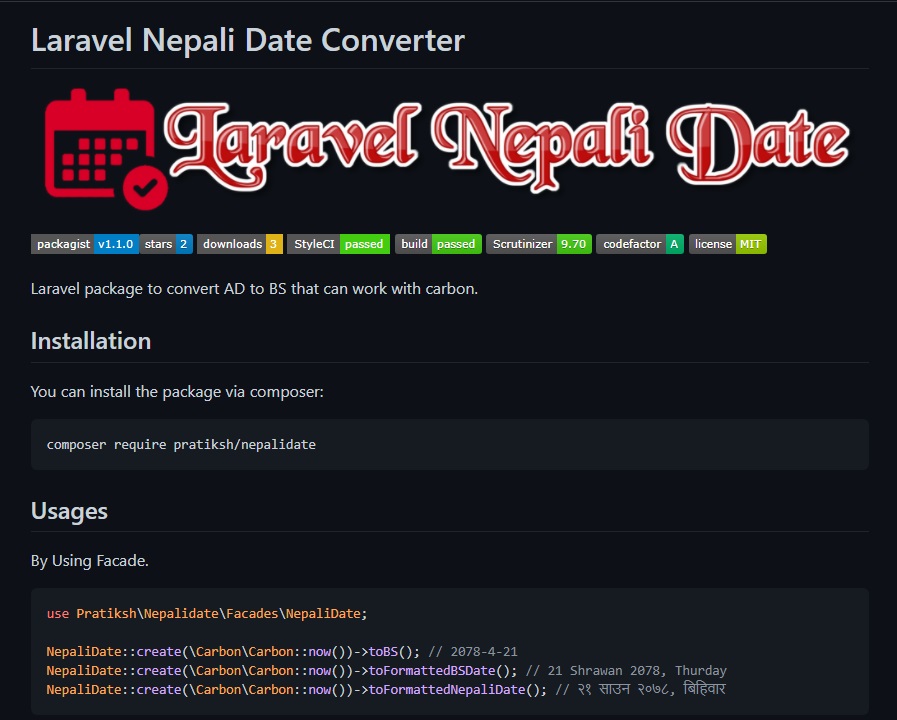 Laravel Nepali Date Converter
Laravel Nepali Date
packagist v1.1.0 stars 2 downloads 3 StyleCI passed build passed Scrutinizer 9.70 codefactor A license MIT
Laravel package to convert AD to BS that can work with carbon.
Installation
You can install the package via composer:
composer require pratiksh/nepalidate
Usages
By Using Facade.
use Pratiksh\Nepalidate\Facades\NepaliDate;
NepaliDate::create(\Carbon\Carbon::now())->toBS(); // 2078-4-21
NepaliDate::create(\Carbon\Carbon::now())->toFormattedBSDate(); // 21 Shrawan 2078, Thurday
NepaliDate::create(\Carbon\Carbon::now())->toFormattedNepaliDate(); // २१ साउन २०७८, बिहिवार